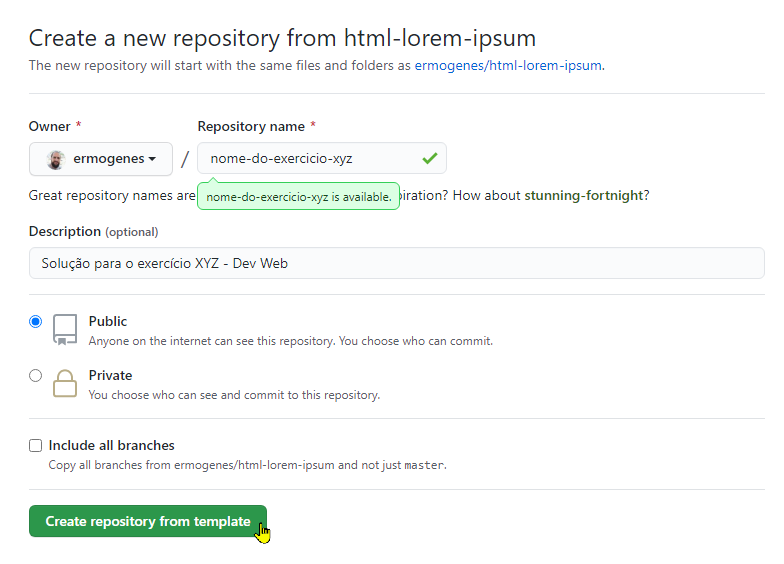 Create a new repository from html-lorem-ipsum
The new repository will start with the same files and folders as ermogenes/html-lorem-ipsum.
Owner * Repository name *
ermogenes / nome-do-exercicio-xyz
nome-do-exercicio-xyz is available.
Great repository names are piration? How about stunning-fortnight?
Description (optional)
Solução para o exercício XYZ - Dev Web
Public
Anyone on the internet can see this repository. You choose who can commit.
Private
You choose who can see and commit to this repository.
Include all branches
Copy all branches from ermogenes/html-lorem-ipsum and not just master.
Create repository from template